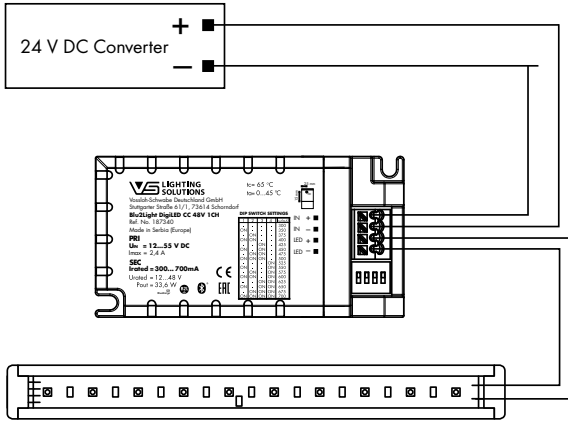 +
24 V DC Converter
—
VS LIGHTING SOLUTIONS
Vossloh-Schwabe Deutschland GmbH
Stuttgarter Straße 61/1, 73614 Schorndorf
Blu2Light DigiLED CC 48V 1CH
Ref. No. 187340
Made in Serbia (Europe)
PRI
UIN = 12...55 V DC
Imax = 2,4 A
SEC
Irated = 300... 700mA
Urated = 12...48 V
Pout = 33,6 W
CE
EAC
tc= 65 °C
ta= 0...45 °C
DIP SWITCH SETTINGS
IN +
IN –
LED +
LED –